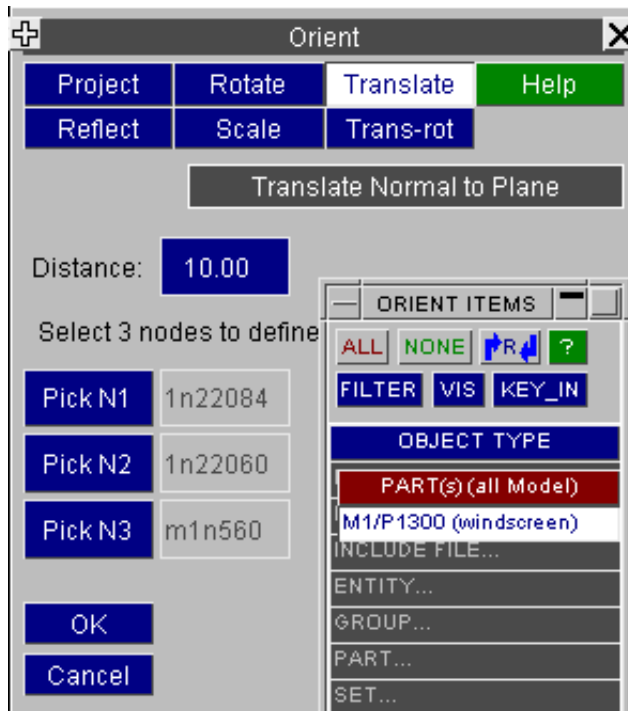 Orient
Project Rotate Translate Help
Reflect Scale Trans-rot
Translate Normal to Plane
Distance: 10.00
Select 3 nodes to define
Pick N1 1n22084
Pick N2 1n22060
Pick N3 m1n560
OK
Cancel
ORIENT ITEMS
ALL NONE R ?
FILTER VIS KEY_IN
OBJECT TYPE
PART(s)(all Model)
M1/P1300 (windscreen)
INCLUDE FILE...
ENTITY...
GROUP...
PART...
SET...